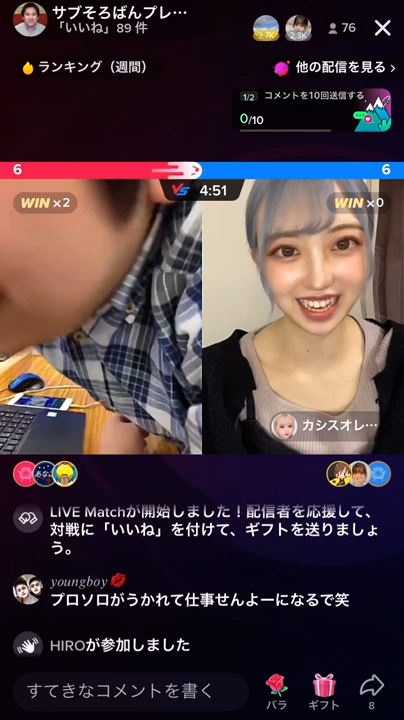 サブそろばんプレ…
「いいね」89 件
3.7K
2.3K
76
ランキング（週間）
他の配信を見る
1/2 コメントを10回送信する
0/10
6
6
VS 4:51
WIN x2
WIN x0
カシスオレ…
LIVE Matchが開始しました！配信者を応援して、
対戦に「いいね」を付けて、ギフトを送りましょ
う。
youngboy💋
プロソロがうかれて仕事せんよーになるで笑
HIROが参加しました
すてきなコメントを書く
バラ
ギフト
8